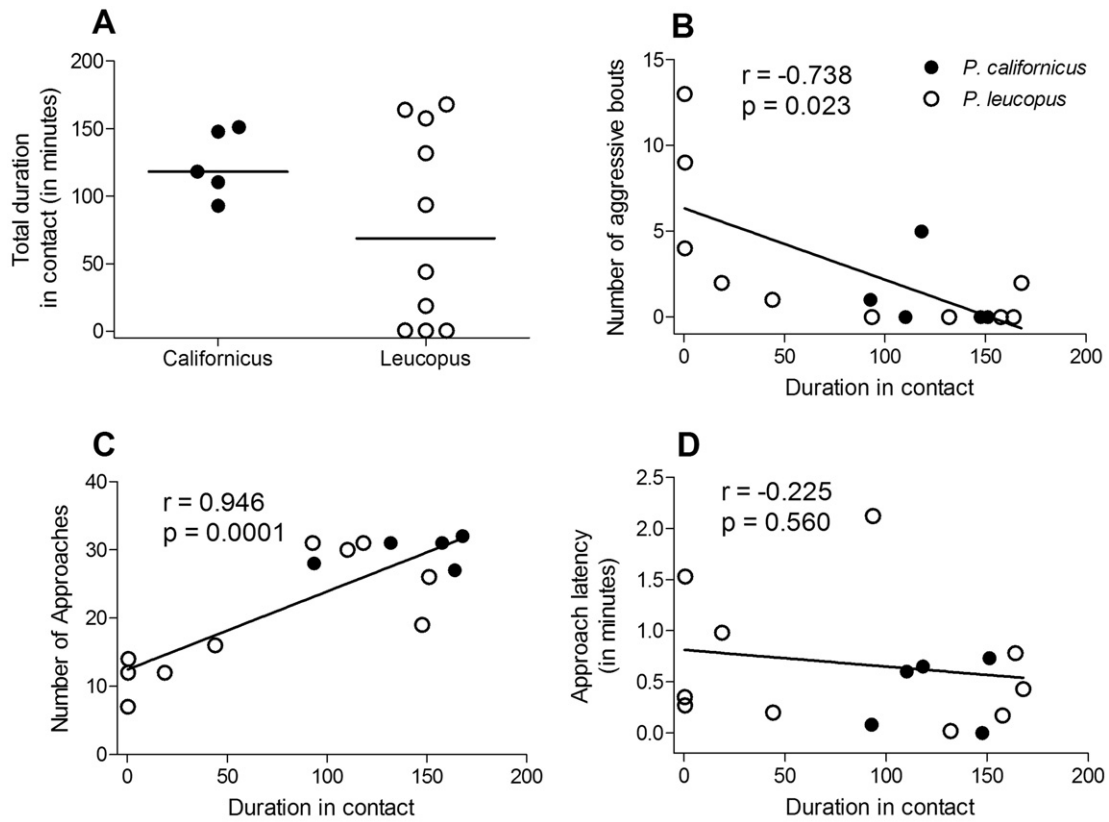 A
200
150
100
50
0
Total duration
in contact (in minutes)
Californicus
Leucopus
B
15
10
5
0
Number of aggressive bouts
r = -0.738
p = 0.023
P. californicus
P. leucopus
0
50
100
150
200
Duration in contact
C
40
30
20
10
0
Number of Approaches
r = 0.946
p = 0.0001
0
50
100
150
200
Duration in contact
D
2.5
2.0
1.5
1.0
0.5
0.0
Approach latency
(in minutes)
r = -0.225
p = 0.560
0
50
100
150
200
Duration in contact